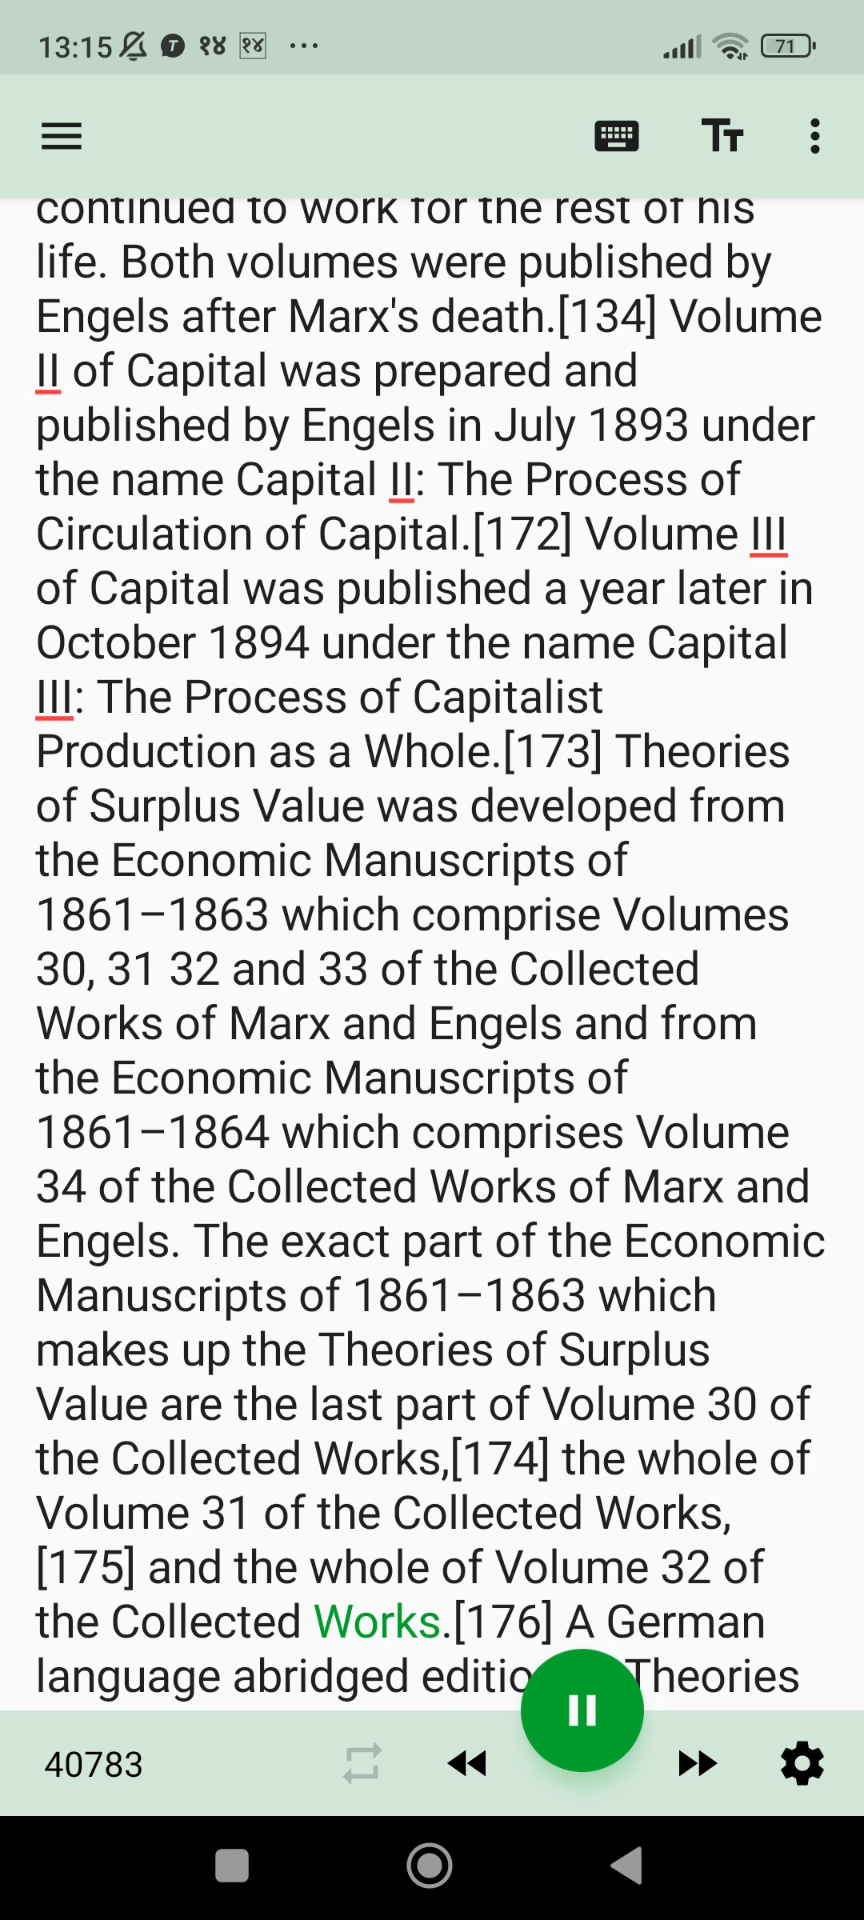 13:15 १४ १४ ... 71
continued to work for the rest of his
life. Both volumes were published by
Engels after Marx's death.[134] Volume
II of Capital was prepared and
published by Engels in July 1893 under
the name Capital II: The Process of
Circulation of Capital.[172] Volume III
of Capital was published a year later in
October 1894 under the name Capital
III: The Process of Capitalist
Production as a Whole.[173] Theories
of Surplus Value was developed from
the Economic Manuscripts of
1861–1863 which comprise Volumes
30, 31 32 and 33 of the Collected
Works of Marx and Engels and from
the Economic Manuscripts of
1861–1864 which comprises Volume
34 of the Collected Works of Marx and
Engels. The exact part of the Economic
Manuscripts of 1861–1863 which
makes up the Theories of Surplus
Value are the last part of Volume 30 of
the Collected Works,[174] the whole of
Volume 31 of the Collected Works,
[175] and the whole of Volume 32 of
the Collected Works.[176] A German
language abridged editio Theories
40783